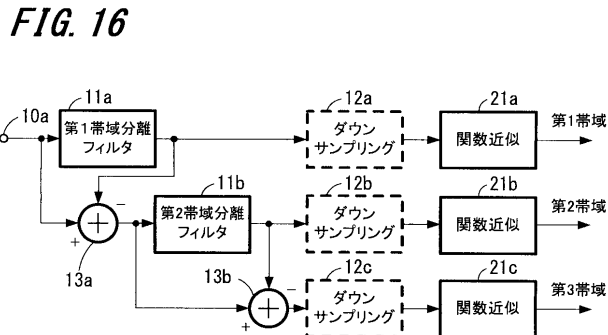 FIG. 16
10a
11a
第1帯域分離
フィルタ
12a
ダウン
サンプリング
21a
関数近似
第1帯域
13a
+
-
11b
第2帯域分離
フィルタ
12b
ダウン
サンプリング
21b
関数近似
第2帯域
13b
+
-
12c
ダウン
サンプリング
21c
関数近似
第3帯域